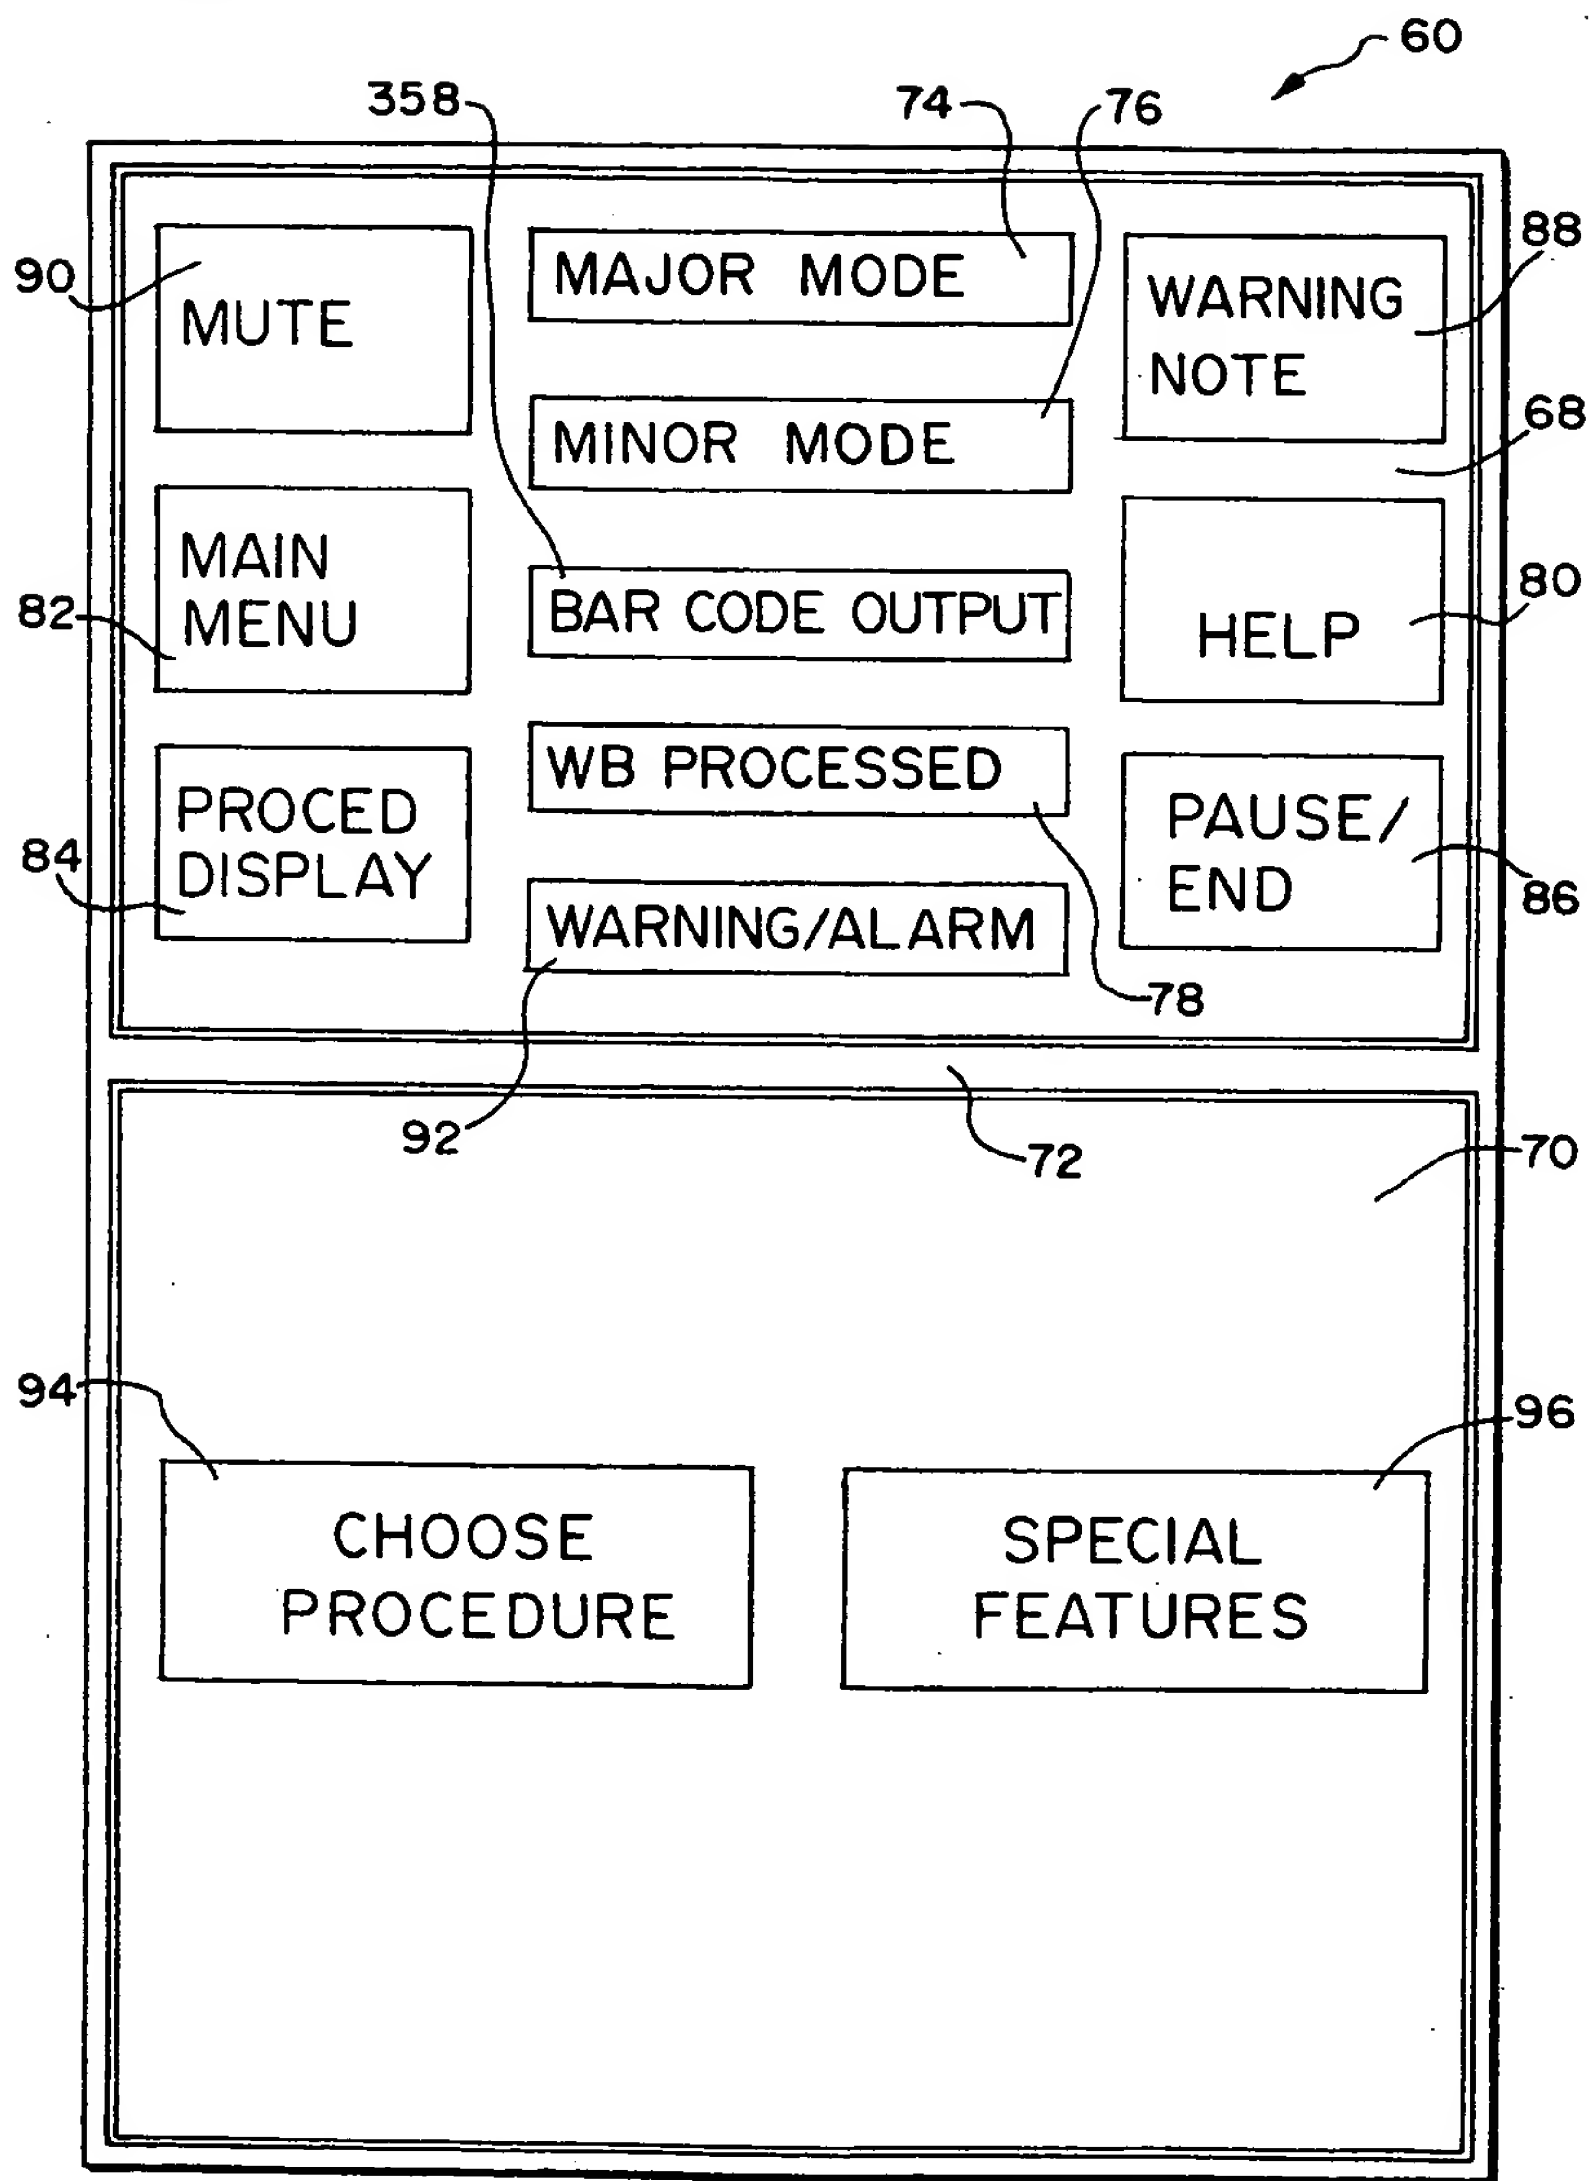 60
358
74
76
MUTE
MAJOR MODE
WARNING
NOTE
88
90
MINOR MODE
68
MAIN
MENU
82
BAR CODE OUTPUT
HELP
80
PROCED
DISPLAY
84
WB PROCESSED
PAUSE/
END
86
WARNING/ALARM
78
92
72
70
94
96
CHOOSE
PROCEDURE
SPECIAL
FEATURES